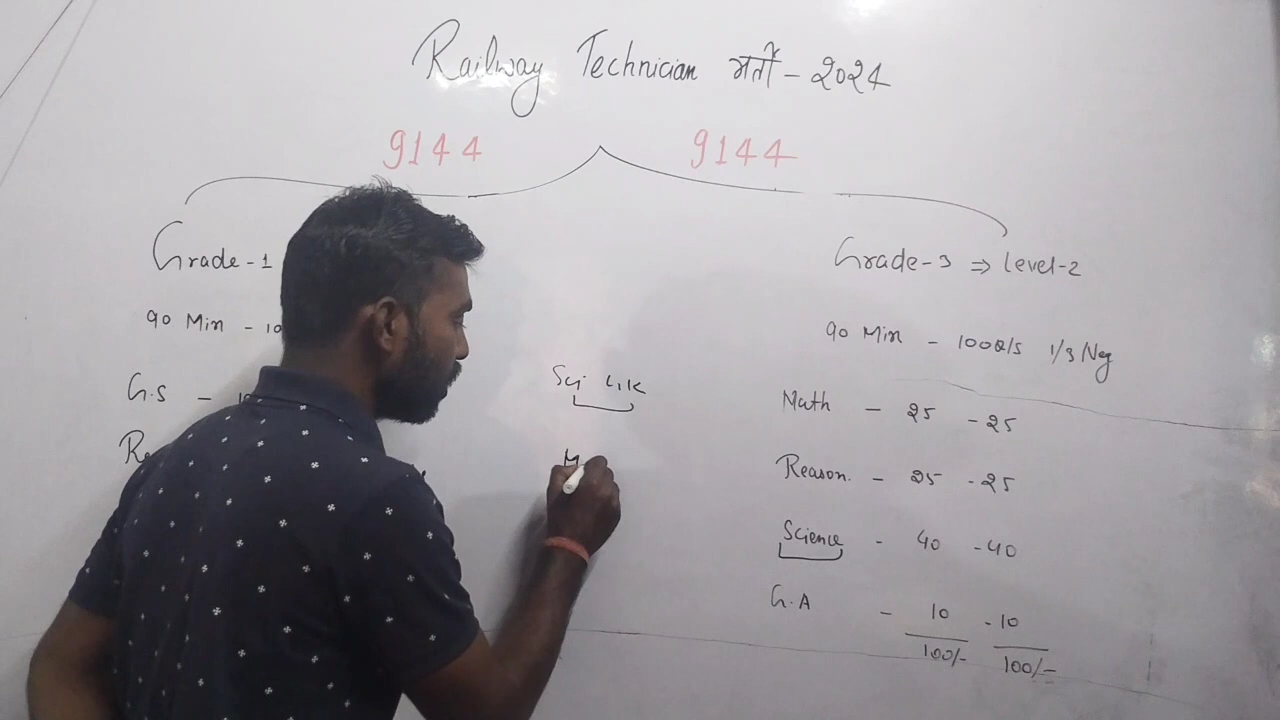 Railway Technician भर्ती - 2024
9144 9144
Grade-1
Grade-3 ⇒ Level-2
90 Min - 10
90 Min - 100Q/S 1/3/Neg
G.S -
Math - 25 - 25
Reason. - 25 - 25
Science - 40 - 40
G.A - 10 - 10
100/- 100/-
Sci
M